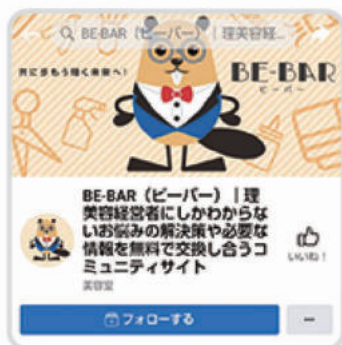 BE-BAR（ビーバー）｜理美容経...
共に歩もう輝く未来へ！
BE-BAR
ビーバー
BE-BAR（ビーバー）｜理
美容経営者にしかわからな
いお悩みの解決策や必要な
情報を無料で交換し合うコ
ミュニティサイト
美容室
いいね！
フォローする